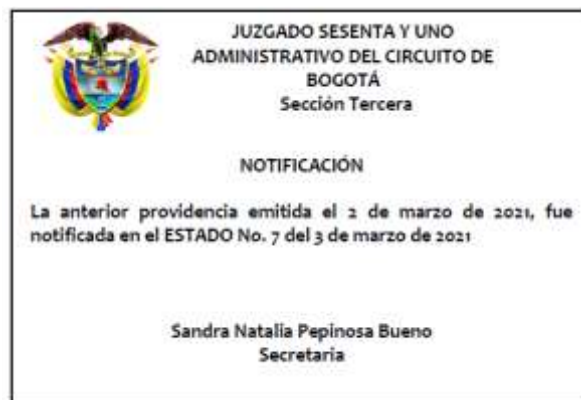 JUZGADO SESENTA Y UNO
ADMINISTRATIVO DEL CIRCUITO DE
BOGOTÁ
Sección Tercera
NOTIFICACIÓN
La anterior providencia emitida el 2 de marzo de 2021, fue
notificada en el ESTADO No. 7 del 3 de marzo de 2021
Sandra Natalia Pepinosa Bueno
Secretaria